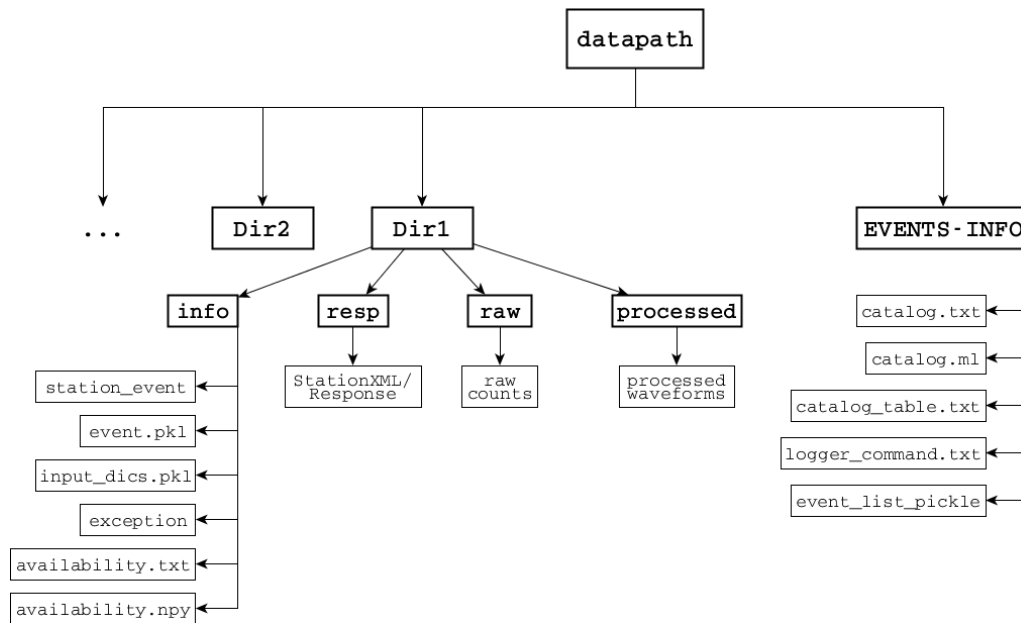 datapath
...
Dir2
Dir1
EVENTS-INFO
info
resp
raw
processed
StationXML/
Response
raw
counts
processed
waveforms
station_event
event.pkl
input_dics.pkl
exception
availability.txt
availability.npy
catalog.txt
catalog.ml
catalog_table.txt
logger_command.txt
event_list_pickle